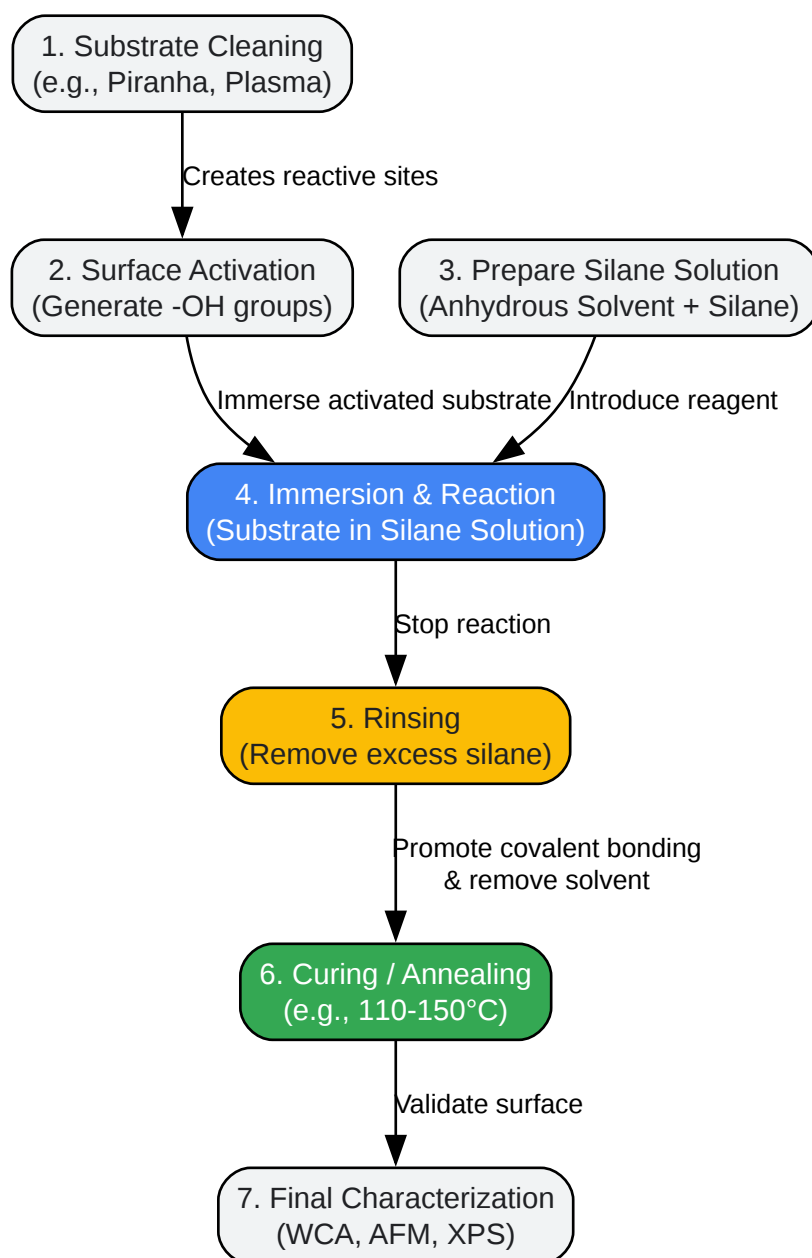 1. Substrate Cleaning
(e.g., Piranha, Plasma)
Creates reactive sites
2. Surface Activation
(Generate -OH groups)
3. Prepare Silane Solution
(Anhydrous Solvent + Silane)
Immerse activated substrate
Introduce reagent
4. Immersion & Reaction
(Substrate in Silane Solution)
Stop reaction
5. Rinsing
(Remove excess silane)
Promote covalent bonding
& remove solvent
6. Curing / Annealing
(e.g., 110-150°C)
Validate surface
7. Final Characterization
(WCA, AFM, XPS)